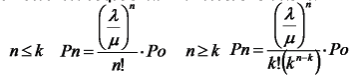 n ≤ k Pn = (λ/μ)^n / n! · Po n ≥ k Pn = (λ/μ)^n / k!(k^{n-k}) · Po